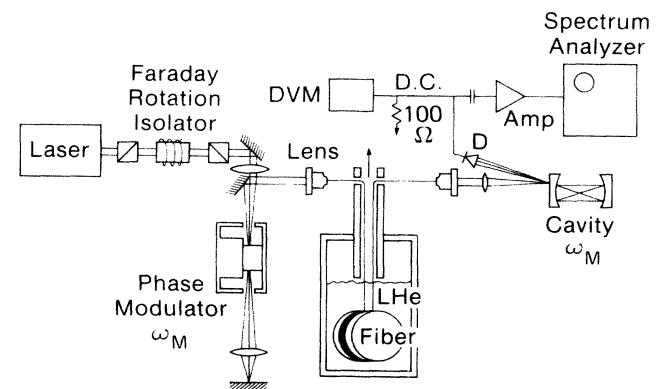 Spectrum
Analyzer
Faraday
Rotation
Isolator
DVM
D.C.
100
Ω
Amp
Laser
Lens
D
Cavity
ω_M
Phase
Modulator
ω_M
LHe
Fiber